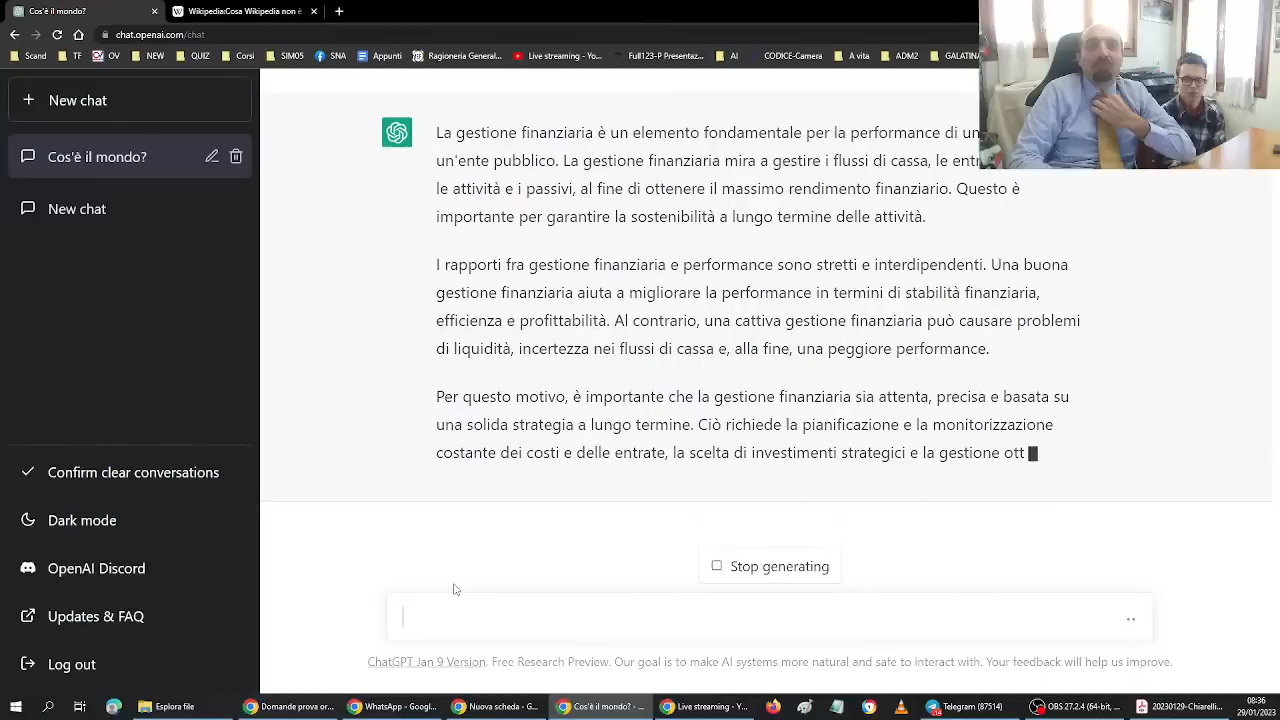 Cos'è il mondo?
Wikipedia:Cosa Wikipedia non è
chat.openai.com/chat
Scand
TF
OV
NEW
QUIZ
Corsi
SIM05
SNA
Appunti
Ragioneria General...
Live streaming - Yo...
Full123-P Presentaz...
AI
CODICE-Camera
A vita
ADM2
GALATINA
New chat
Cos'è il mondo?
New chat
La gestione finanziaria è un elemento fondamentale per la performance di un
un'ente pubblico. La gestione finanziaria mira a gestire i flussi di cassa, le entr
le attività e i passivi, al fine di ottenere il massimo rendimento finanziario. Questo è
importante per garantire la sostenibilità a lungo termine delle attività.
I rapporti fra gestione finanziaria e performance sono stretti e interdipendenti. Una buona
gestione finanziaria aiuta a migliorare la performance in termini di stabilità finanziaria,
efficienza e profittabilità. Al contrario, una cattiva gestione finanziaria può causare problemi
di liquidità, incertezza nei flussi di cassa e, alla fine, una peggiore performance.
Per questo motivo, è importante che la gestione finanziaria sia attenta, precisa e basata su
una solida strategia a lungo termine. Ciò richiede la pianificazione e la monitorizzazione
costante dei costi e delle entrate, la scelta di investimenti strategici e la gestione ott
Stop generating
Confirm clear conversations
Dark mode
OpenAI Discord
Updates & FAQ
Log out
ChatGPT Jan 9 Version. Free Research Preview. Our goal is to make AI systems more natural and safe to interact with. Your feedback will help us improve.
Esplora file
Domande prova or...
WhatsApp - Googl...
Nuova scheda - G...
Cos'è il mondo? - ...
Live streaming - Yo...
Telegram (87514)
OBS 27.2.4 (64-bit, ...
20230129-Chiarelli...
08:36
29/01/2023